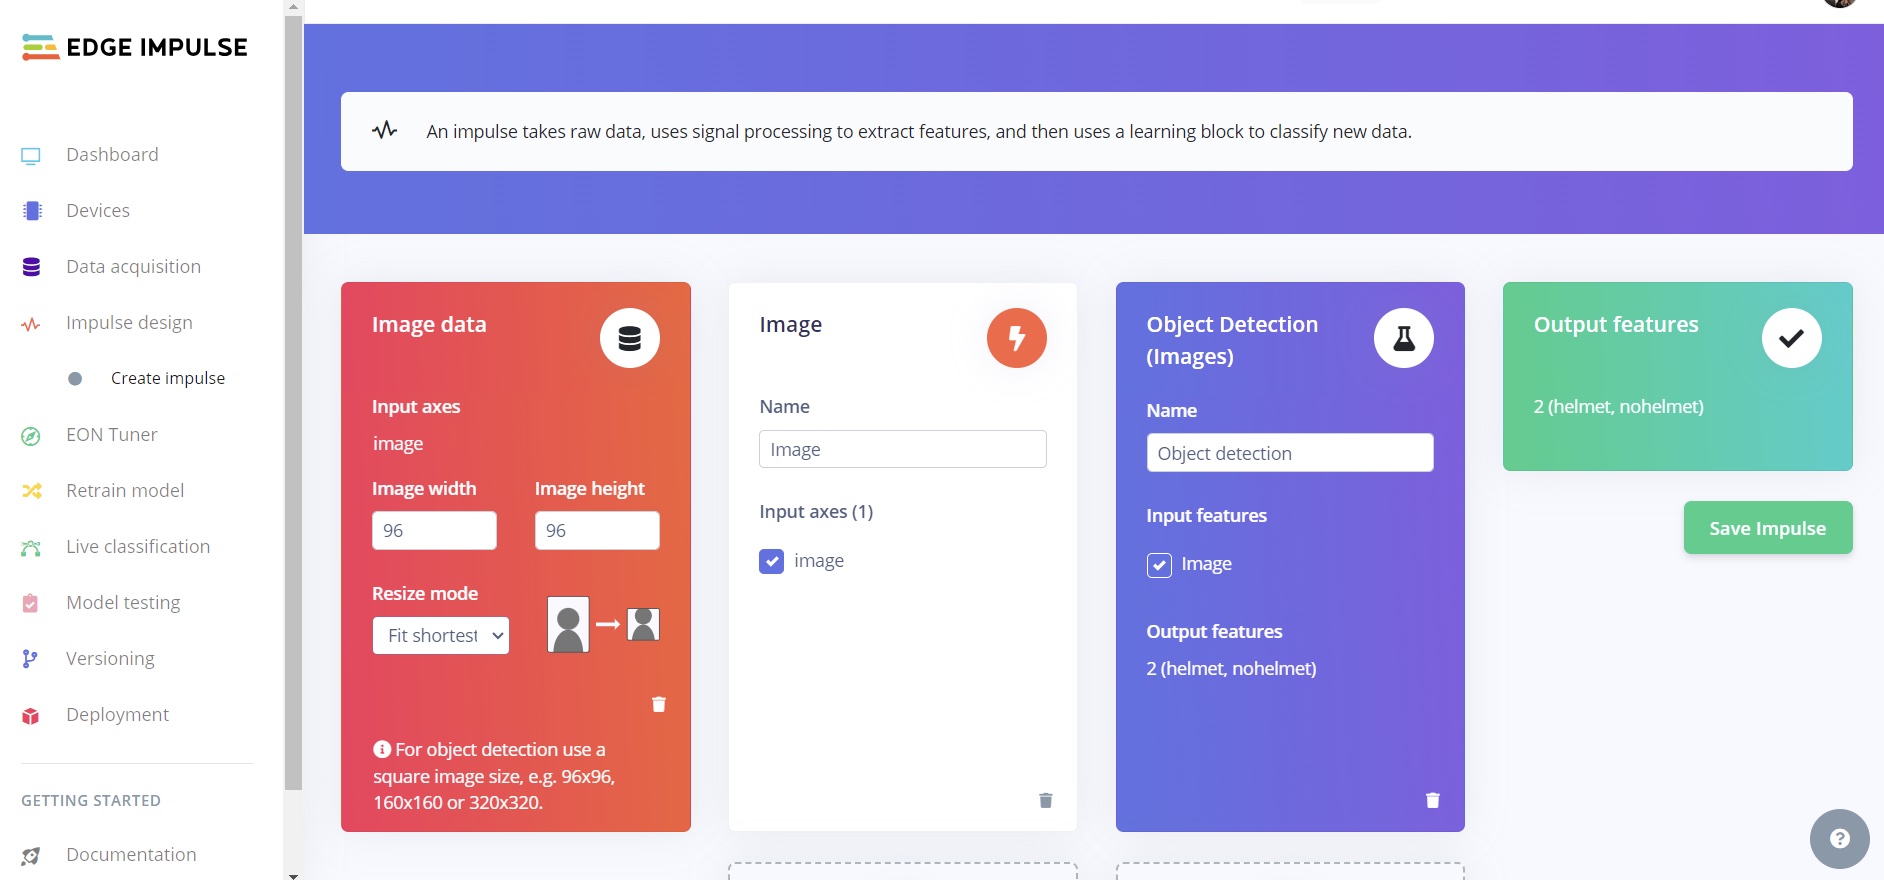 EDGE IMPULSE
Dashboard
Devices
Data acquisition
Impulse design
Create impulse
EON Tuner
Retrain model
Live classification
Model testing
Versioning
Deployment
GETTING STARTED
Documentation
An impulse takes raw data, uses signal processing to extract features, and then uses a learning block to classify new data.
Image data
Input axes
image
Image width Image height
96 96
Resize mode
Fit shortest
For object detection use a
square image size, e.g. 96x96,
160x160 or 320x320.
Image
Name
Image
Input axes (1)
image
Object Detection
(Images)
Name
Object detection
Input features
Image
Output features
2 (helmet, nohelmet)
Output features
2 (helmet, nohelmet)
Save Impulse